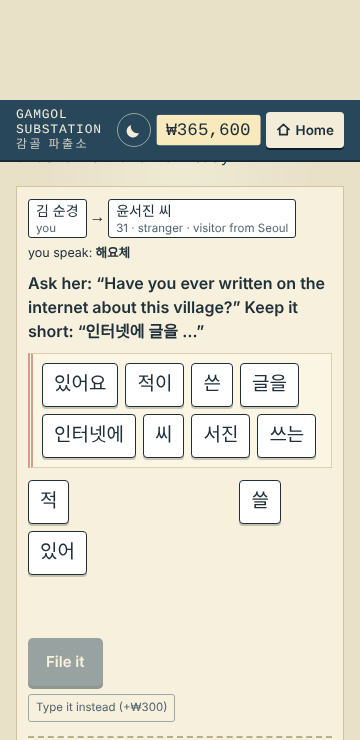 GAMGOL
SUBSTATION
감골 파출소
₩365,600
Home
김 순경
you
→
윤서진 씨
31 · stranger · visitor from Seoul
you speak: 해요체
Ask her: “Have you ever written on the
internet about this village?” Keep it
short: “인터넷에 글을 …”
있어요 적이 쓴 글을
인터넷에 씨 서진 쓰는
적 쓸
있어
File it
Type it instead (+₩300)